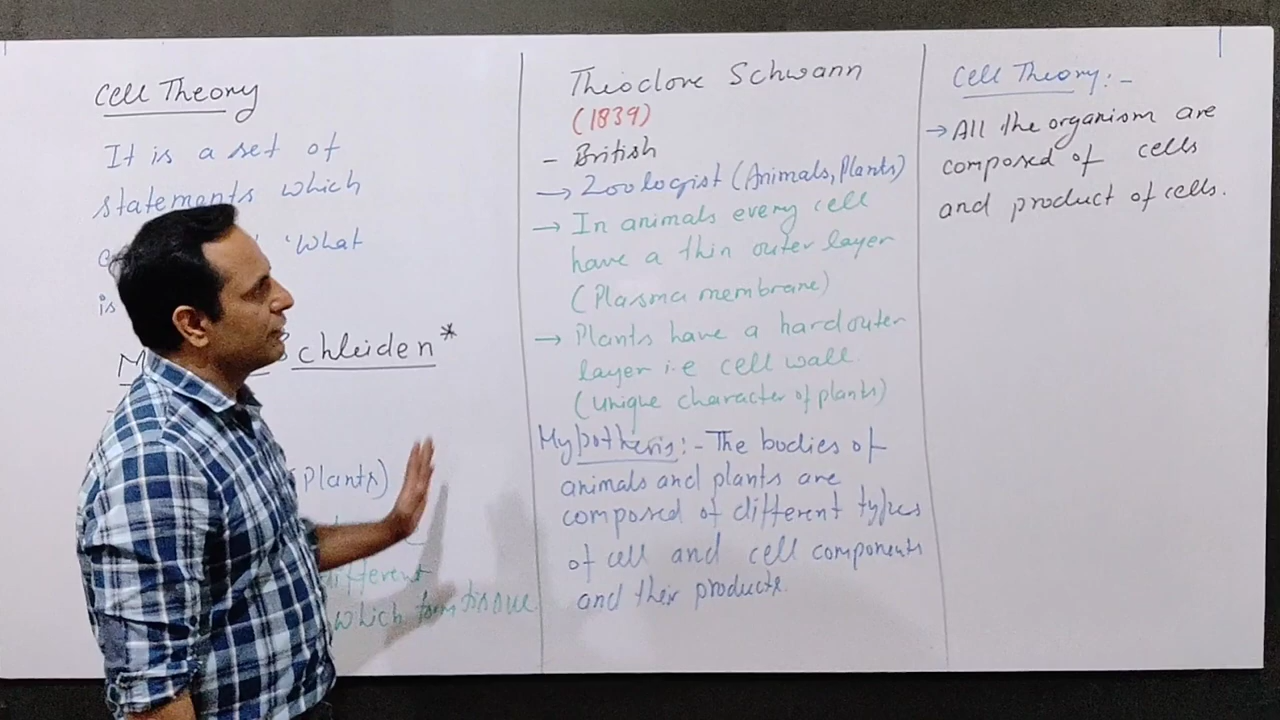 Cell Theory
It is a set of
statements which
'What
is
Schleiden*
(Plants)
different
which form tissue
Theodore Schwann
(1839)
- British
→ Zoologist (Animals, Plants)
→ In animals every cell
have a thin outer layer
(Plasma membrane)
→ Plants have a hard outer
layer i.e cell wall.
(Unique character of plants)
Hypothesis:- The bodies of
animals and plants are
composed of different types
of cell and cell components
and their products.
Cell Theory:-
→ All the organism are
composed of cells
and product of cells.